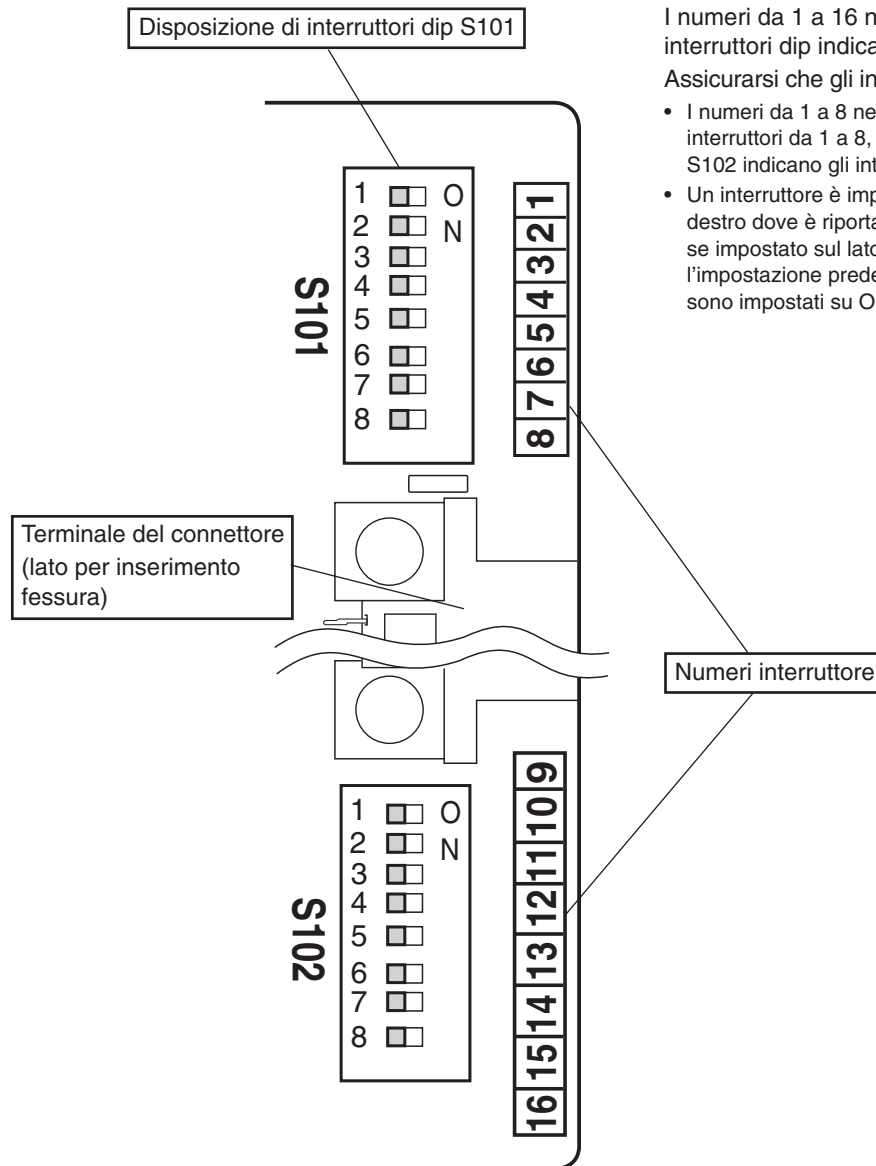 Disposizione di interruttori dip S101
I numeri da 1 a 16 n
interruttori dip indica
Assicurarsi che gli in
• I numeri da 1 a 8 ne
interruttori da 1 a 8,
S102 indicano gli int
• Un interruttore è imp
destro dove è riporta
se impostato sul lato
l'impostazione prede
sono impostati su O
S101
1 O
2 N
3
4
5
6
7
8
1
2
3
4
5
6
7
8
Terminale del connettore
(lato per inserimento
fessura)
Numeri interruttore
S102
1 O
2 N
3
4
5
6
7
8
9
10
11
12
13
14
15
16